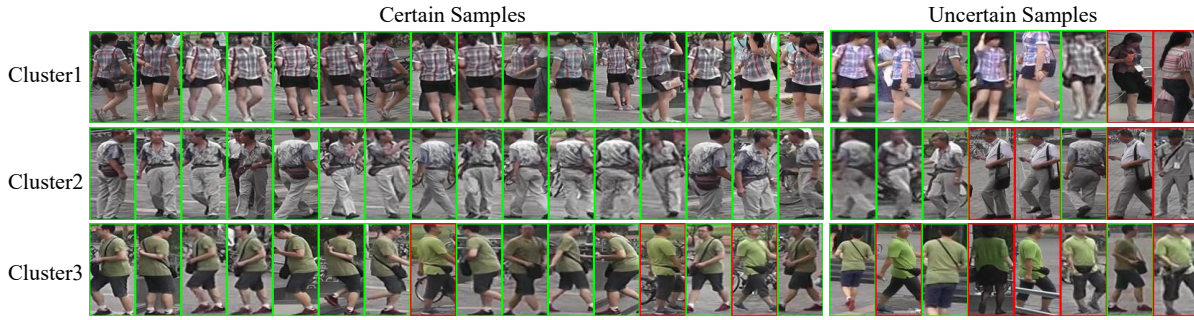 Certain Samples
Uncertain Samples
Cluster1
Cluster2
Cluster3